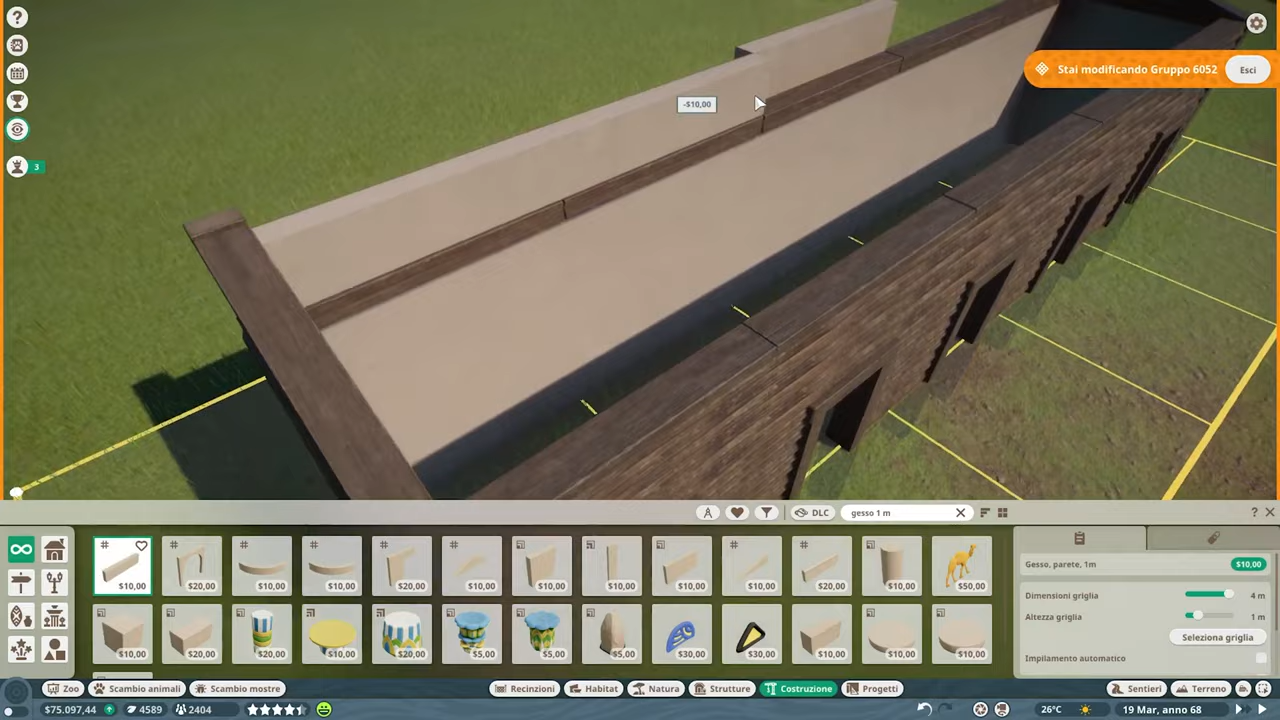 ?
Stai modificando Gruppo 6052
Esci
-$10,00
3
DLC
gesso 1 m
?
$10,00
$20,00
$10,00
$10,00
$20,00
$10,00
$10,00
$10,00
$10,00
$10,00
$20,00
$10,00
$50,00
$10,00
$20,00
$20,00
$10,00
$20,00
$5,00
$5,00
$5,00
$30,00
$30,00
$10,00
$10,00
$10,00
Gesso, parete, 1m
$10,00
Dimensioni griglia
4 m
Altezza griglia
1 m
Seleziona griglia
Impilamento automatico
Zoo
Scambio animali
Scambio mostre
Recinzioni
Habitat
Natura
Strutture
Costruzione
Progetti
Sentieri
Terreno
$75.097,44
4589
2404
26°C
19 Mar, anno 68